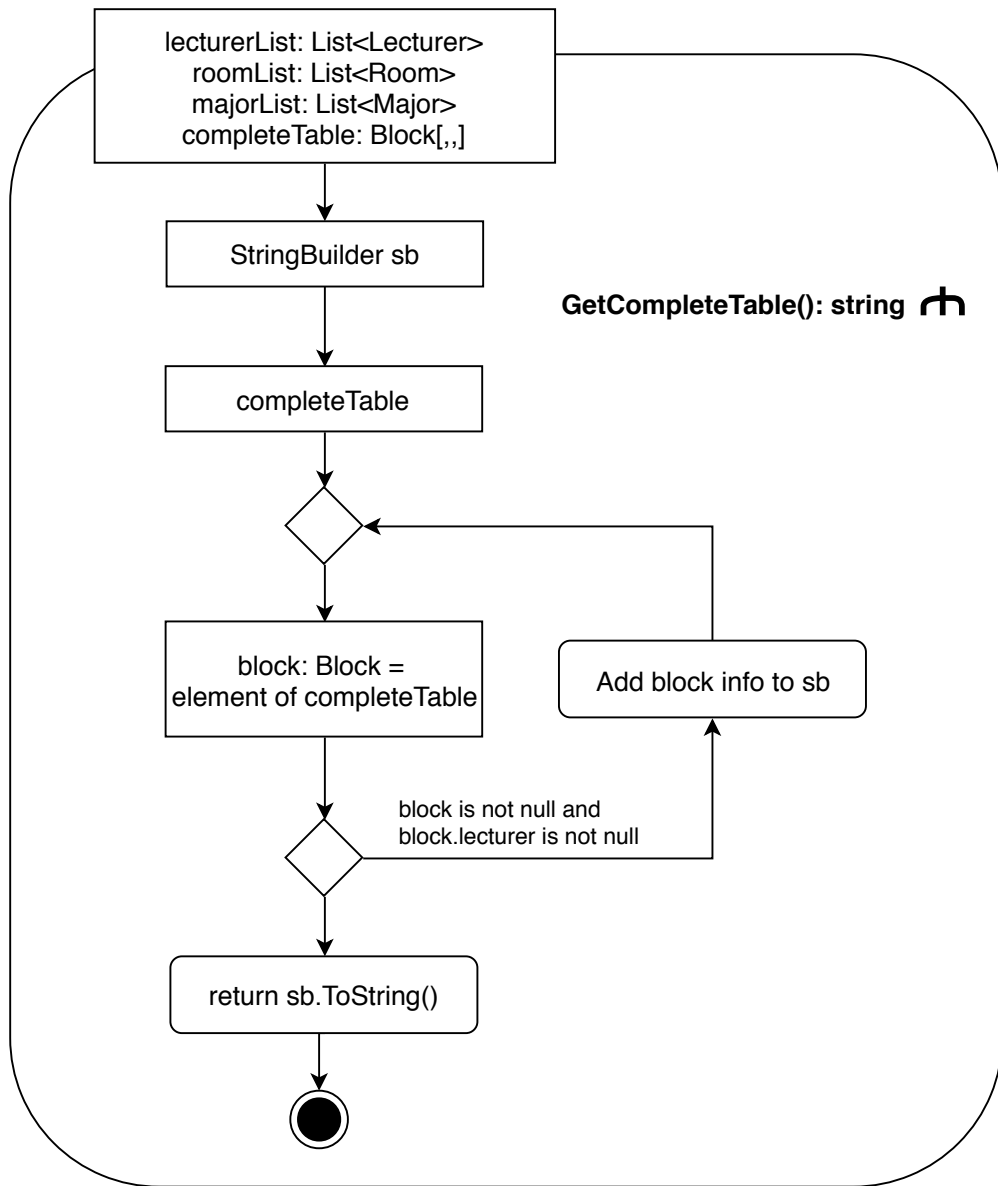 lecturerList: List<Lecturer>
roomList: List<Room>
majorList: List<Major>
completeTable: Block[,,]
StringBuilder sb
GetCompleteTable(): string
completeTable
block: Block =
element of completeTable
Add block info to sb
block is not null and
block.lecturer is not null
return sb.ToString()